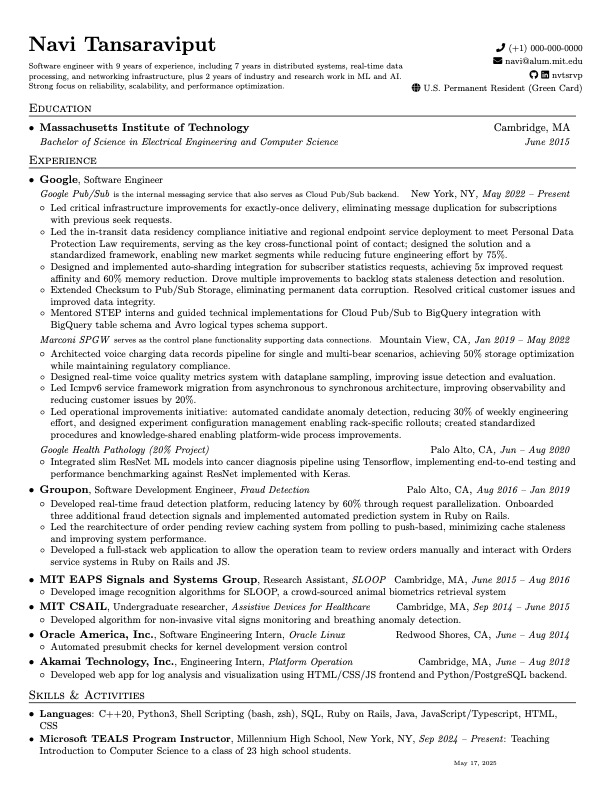 Navi Tansaraviput
Software engineer with 9 years of experience, including 7 years in distributed systems, real-time data
processing, and networking infrastructure, plus 2 years of industry and research work in ML and AI.
Strong focus on reliability, scalability, and performance optimization.
(+1) 000-000-0000
navi@alum.mit.edu
nvtsrvp
U.S. Permanent Resident (Green Card)
Education
• Massachusetts Institute of Technology Cambridge, MA
Bachelor of Science in Electrical Engineering and Computer Science June 2015
Experience
• Google, Software Engineer
Google Pub/Sub is the internal messaging service that also serves as Cloud Pub/Sub backend. New York, NY, May 2022 – Present
◦ Led critical infrastructure improvements for exactly-once delivery, eliminating message duplication for subscriptions
with previous seek requests.
◦ Led the in-transit data residency compliance initiative and regional endpoint service deployment to meet Personal Data
Protection Law requirements, serving as the key cross-functional point of contact; designed the solution and a
standardized framework, enabling new market segments while reducing future engineering effort by 75%.
◦ Designed and implemented auto-sharding integration for subscriber statistics requests, achieving 5x improved request
affinity and 60% memory reduction. Drove multiple improvements to backlog stats staleness detection and resolution.
◦ Extended Checksum to Pub/Sub Storage, eliminating permanent data corruption. Resolved critical customer issues and
improved data integrity.
◦ Mentored STEP interns and guided technical implementations for Cloud Pub/Sub to BigQuery integration with
BigQuery table schema and Avro logical types schema support.
Marconi SPGW serves as the control plane functionality supporting data connections. Mountain View, CA, Jan 2019 – May 2022
◦ Architected voice charging data records pipeline for single and multi-bear scenarios, achieving 50% storage optimization
while maintaining regulatory compliance.
◦ Designed real-time voice quality metrics system with dataplane sampling, improving issue detection and evaluation.
◦ Led Icmpv6 service framework migration from asynchronous to synchronous architecture, improving observability and
reducing customer issues by 20%.
◦ Led operational improvements initiative: automated candidate anomaly detection, reducing 30% of weekly engineering
effort, and designed experiment configuration management enabling rack-specific rollouts; created standardized
procedures and knowledge-shared enabling platform-wide process improvements.
Google Health Pathology (20% Project) Palo Alto, CA, Jun – Aug 2020
◦ Integrated slim ResNet ML models into cancer diagnosis pipeline using Tensorflow, implementing end-to-end testing and
performance benchmarking against ResNet implemented with Keras.
• Groupon, Software Development Engineer, Fraud Detection Palo Alto, CA, Aug 2016 – Jan 2019
◦ Developed real-time fraud detection platform, reducing latency by 60% through request parallelization. Onboarded
three additional fraud detection signals and implemented automated prediction system in Ruby on Rails.
◦ Led the rearchitecture of order pending review caching system from polling to push-based, minimizing cache staleness
and improving system performance.
◦ Developed a full-stack web application to allow the operation team to review orders manually and interact with Orders
service systems in Ruby on Rails and JS.
• MIT EAPS Signals and Systems Group, Research Assistant, SLOOP Cambridge, MA, June 2015 – Aug 2016
◦ Developed image recognition algorithms for SLOOP, a crowd-sourced animal biometrics retrieval system
• MIT CSAIL, Undergraduate researcher, Assistive Devices for Healthcare Cambridge, MA, Sep 2014 – June 2015
◦ Developed algorithm for non-invasive vital signs monitoring and breathing anomaly detection.
• Oracle America, Inc., Software Engineering Intern, Oracle Linux Redwood Shores, CA, June – Aug 2014
◦ Automated presubmit checks for kernel development version control
• Akamai Technology, Inc., Engineering Intern, Platform Operation Cambridge, MA, June – Aug 2012
◦ Developed web app for log analysis and visualization using HTML/CSS/JS frontend and Python/PostgreSQL backend.
Skills & Activities
• Languages: C++20, Python3, Shell Scripting (bash, zsh), SQL, Ruby on Rails, Java, JavaScript/Typescript, HTML,
CSS
• Microsoft TEALS Program Instructor, Millennium High School, New York, NY, Sep 2024 – Present: Teaching
Introduction to Computer Science to a class of 23 high school students.
May 17, 2025